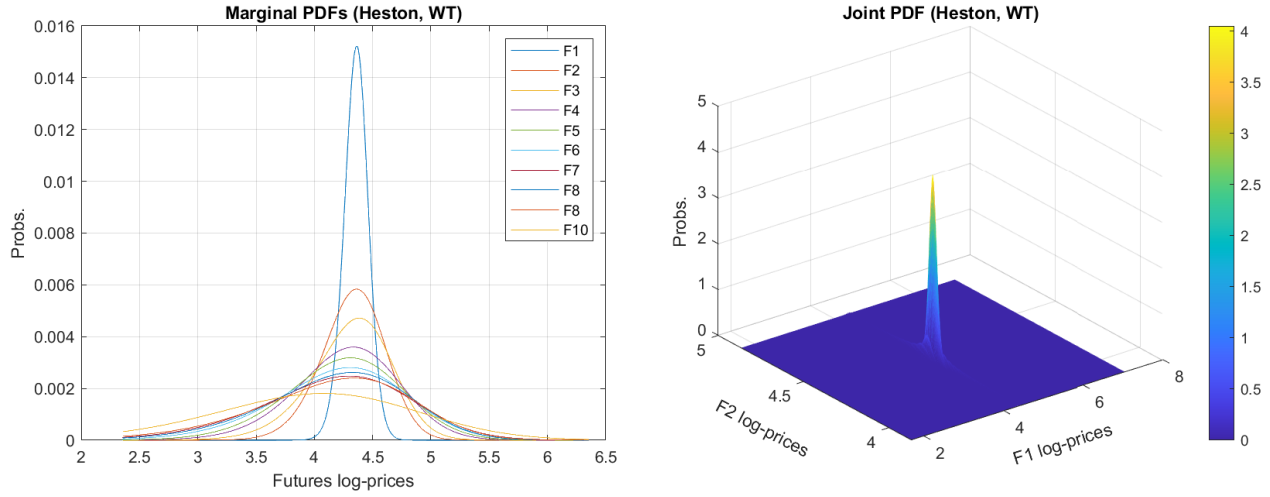 Marginal PDFs (Heston, WT)
0.016
0.014
0.012
0.01
0.008
0.006
0.004
0.002
0
Probs.
2
2.5
3
3.5
4
4.5
5
5.5
6
6.5
Futures log-prices
F1
F2
F3
F4
F5
F6
F7
F8
F8
F10
Joint PDF (Heston, WT)
5
4
3
2
1
0
Probs.
5
4.5
4
F2 log-prices
2
4
6
8
F1 log-prices
4
3.5
3
2.5
2
1.5
1
0.5
0